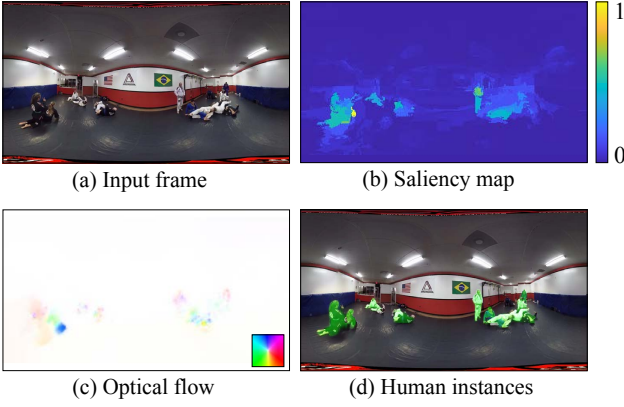 1
0
(a) Input frame
(b) Saliency map
(c) Optical flow
(d) Human instances